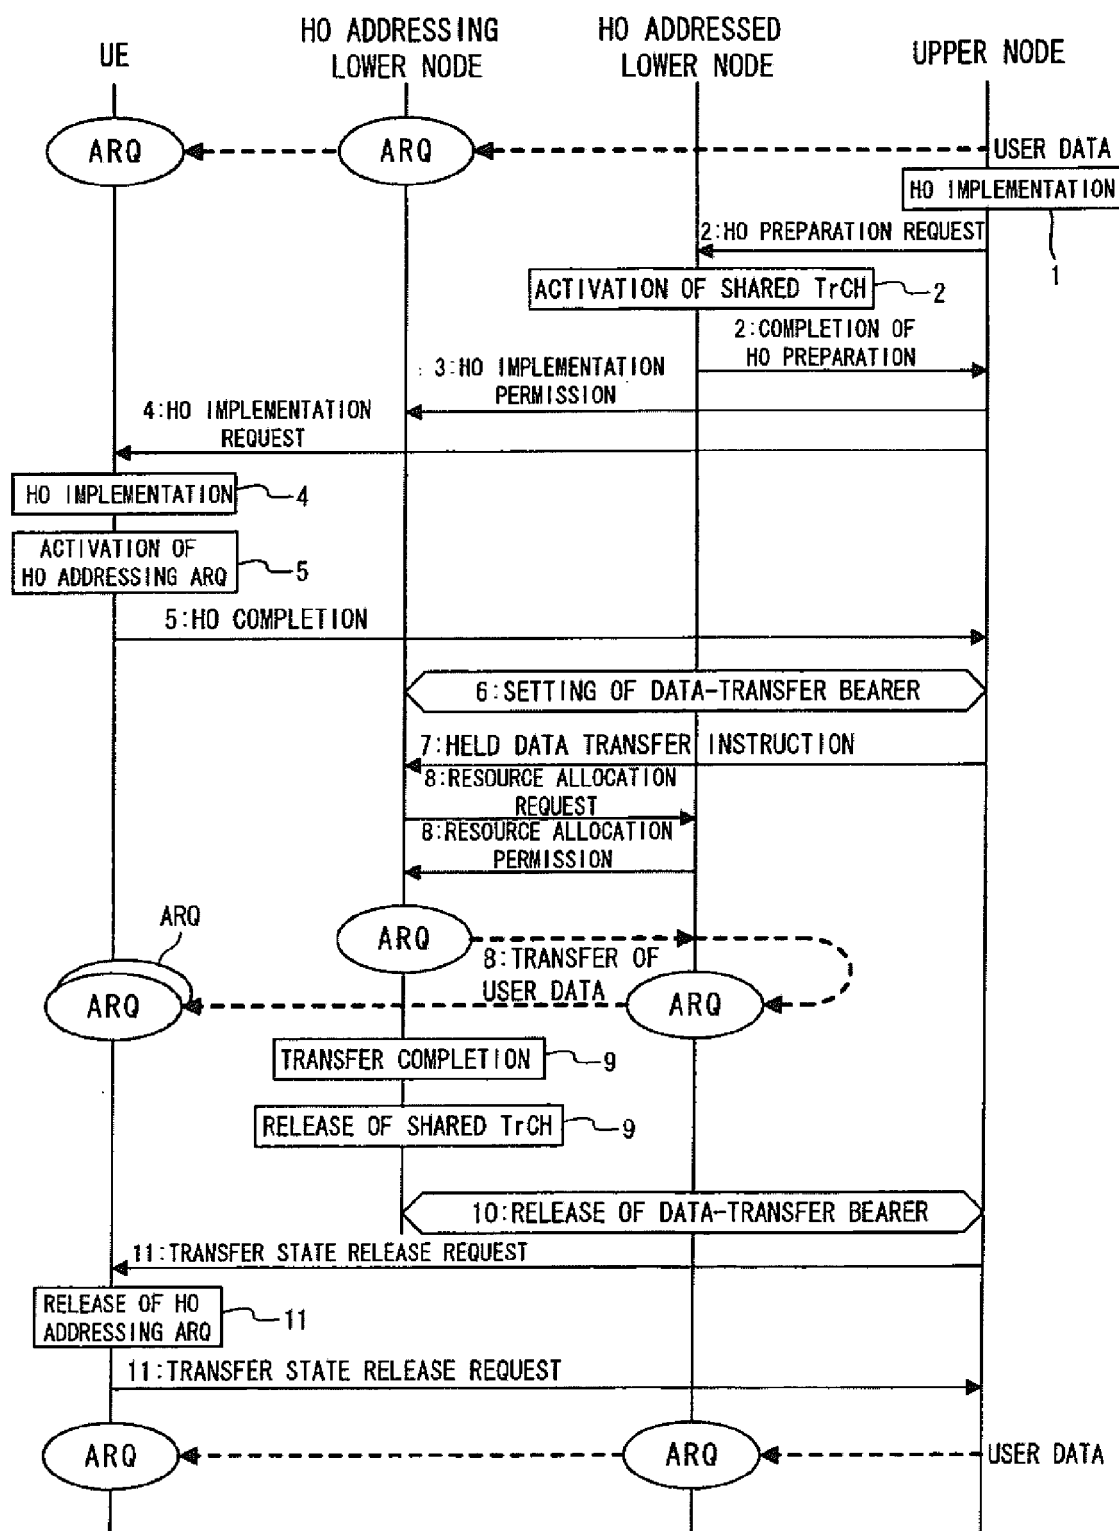 UE
HO ADDRESSING
LOWER NODE
HO ADDRESSED
LOWER NODE
UPPER NODE
ARQ
ARQ
USER DATA
HO IMPLEMENTATION
1
2:HO PREPARATION REQUEST
ACTIVATION OF SHARED TrCH
2
2:COMPLETION OF
HO PREPARATION
3:HO IMPLEMENTATION
PERMISSION
4:HO IMPLEMENTATION
REQUEST
HO IMPLEMENTATION
4
ACTIVATION OF
HO ADDRESSING ARQ
5
5:HO COMPLETION
6:SETTING OF DATA-TRANSFER BEARER
7:HELD DATA TRANSFER INSTRUCTION
8:RESOURCE ALLOCATION
REQUEST
8:RESOURCE ALLOCATION
PERMISSION
ARQ
ARQ
8:TRANSFER OF
USER DATA
ARQ
ARQ
TRANSFER COMPLETION
9
RELEASE OF SHARED TrCH
9
10:RELEASE OF DATA-TRANSFER BEARER
11:TRANSFER STATE RELEASE REQUEST
RELEASE OF HO
ADDRESSING ARQ
11
11:TRANSFER STATE RELEASE REQUEST
ARQ
ARQ
USER DATA